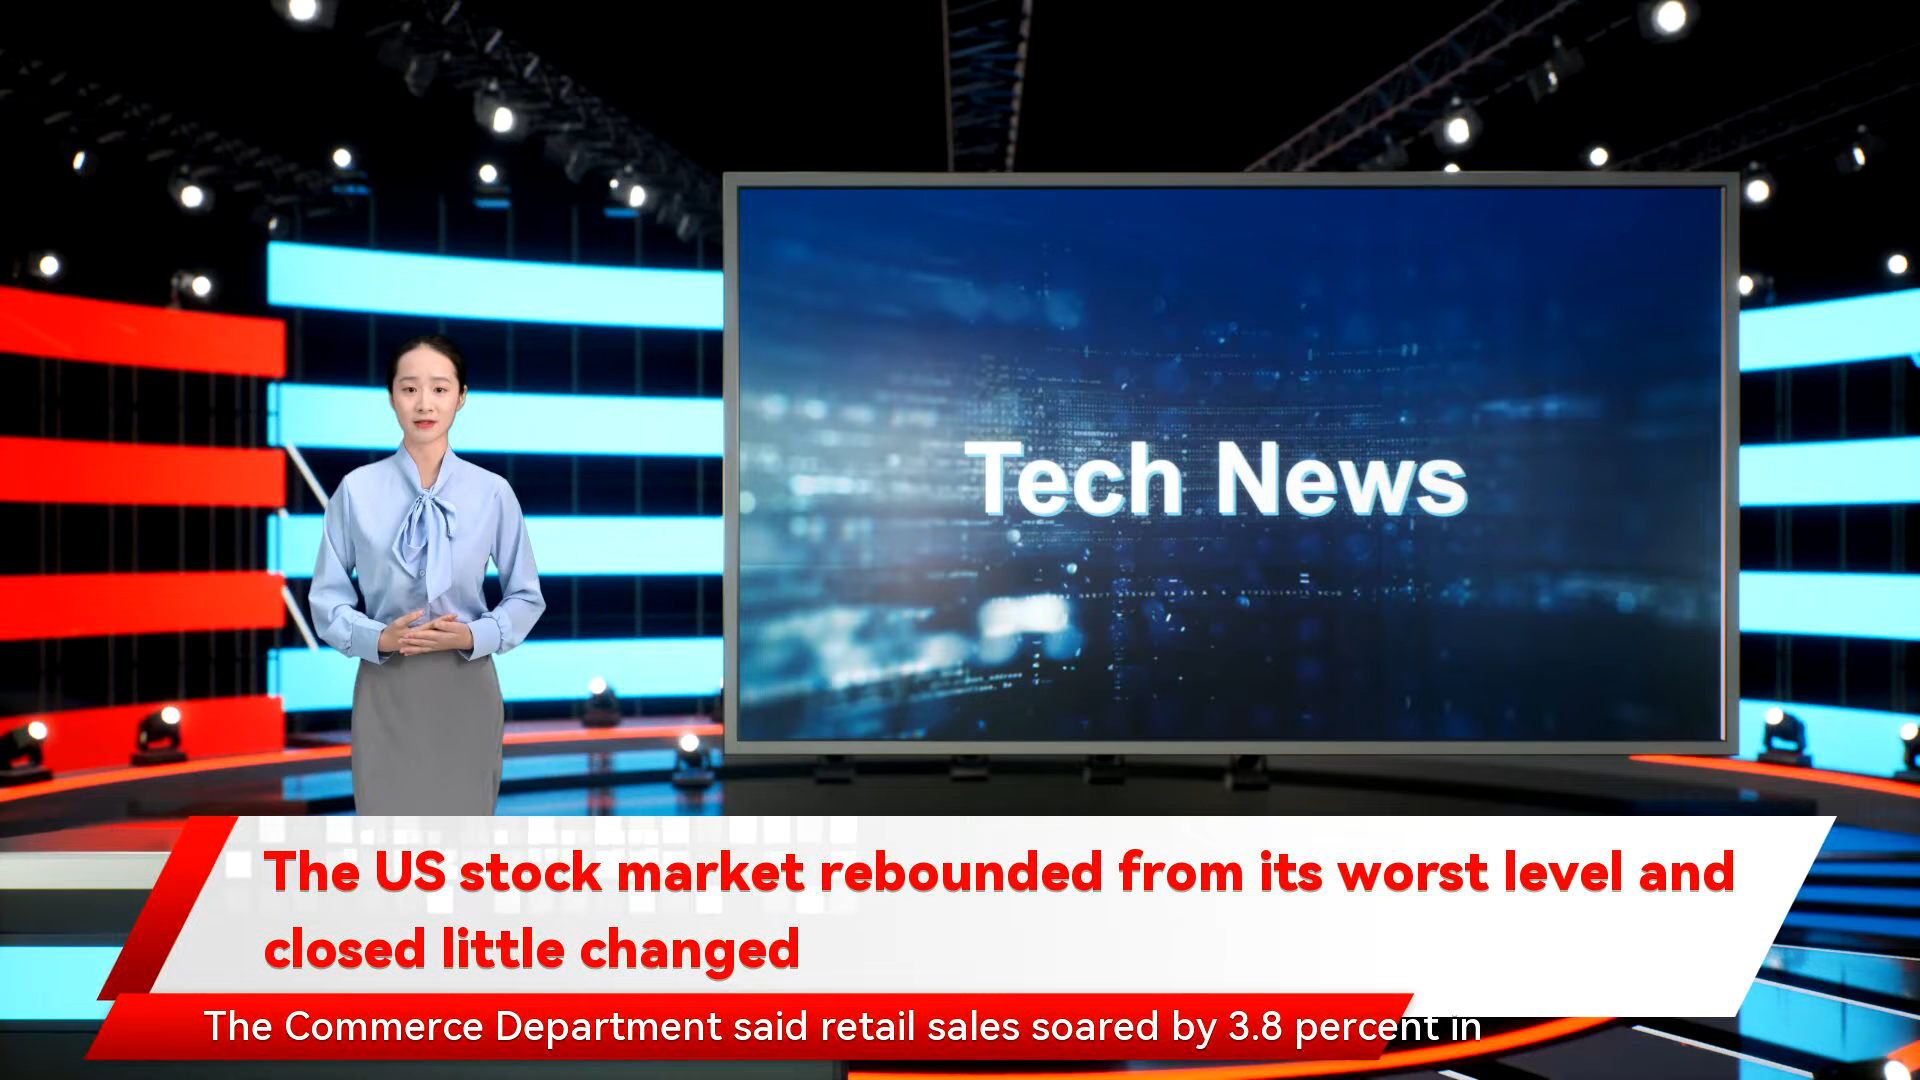 Tech News
The US stock market rebounded from its worst level and
closed little changed
The Commerce Department said retail sales soared by 3.8 percent in